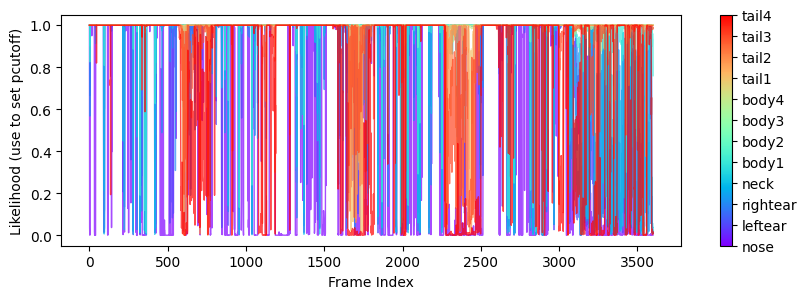 Likelihood (use to set pcutoff)
1.0
0.8
0.6
0.4
0.2
0.0
0 500 1000 1500 2000 2500 3000 3500
Frame Index
tail4
tail3
tail2
tail1
body4
body3
body2
body1
neck
rightear
leftear
nose